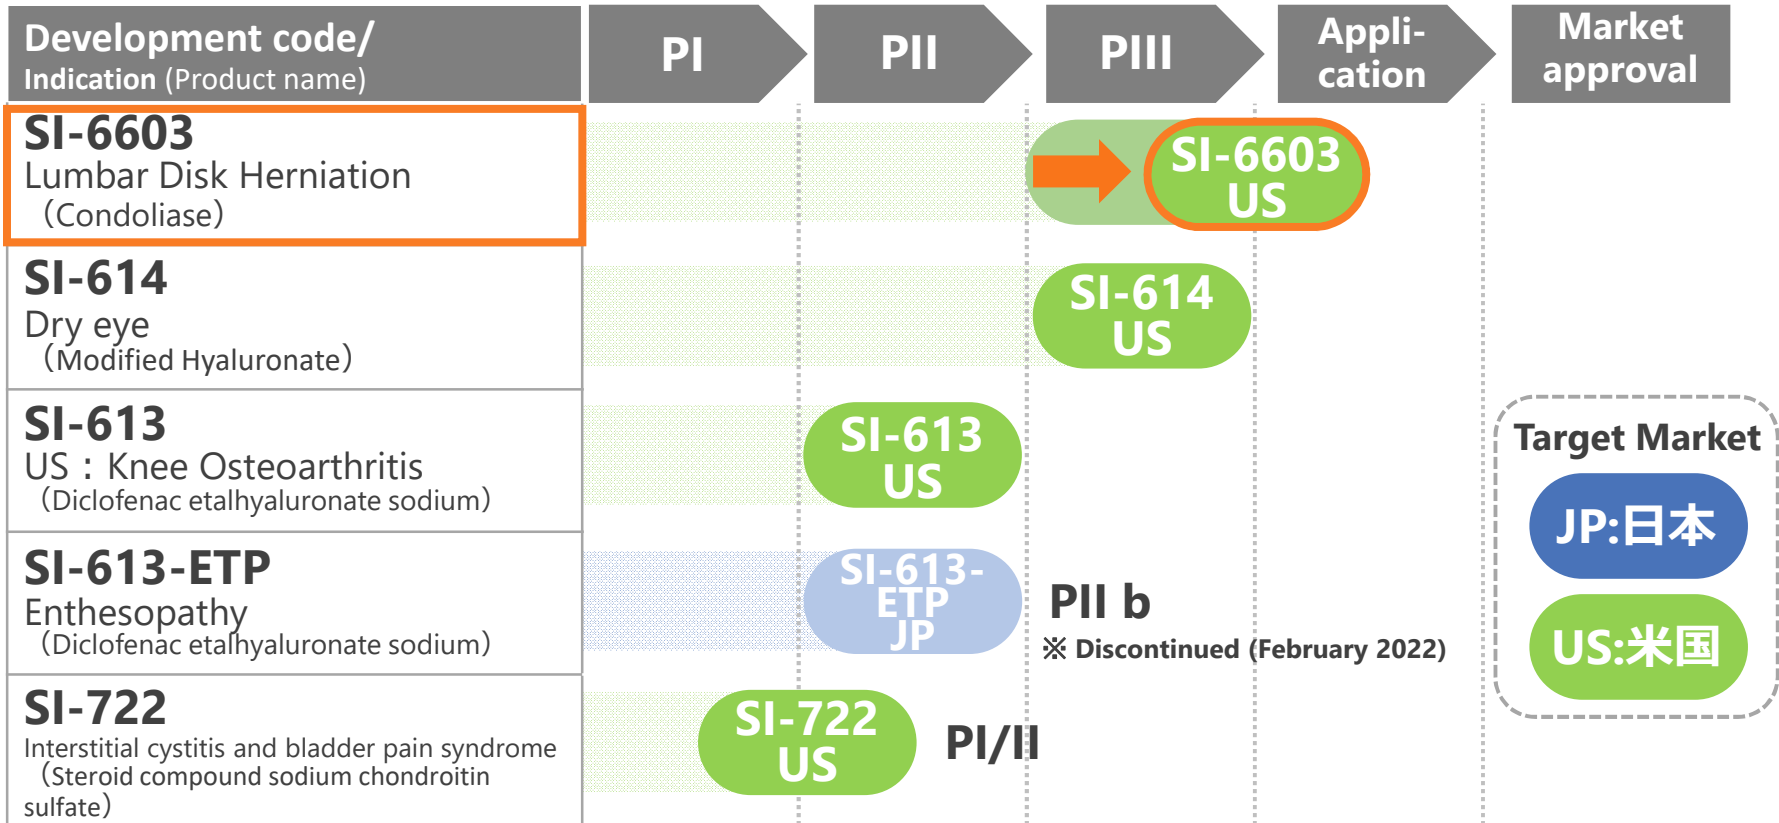 Development code/
Indication (Product name)
PI
PII
PIII
Appli-
cation
Market
approval
SI-6603
Lumbar Disk Herniation
（Condoliase）
SI-6603
US
SI-614
Dry eye
（Modified Hyaluronate）
SI-614
US
SI-613
US：Knee Osteoarthritis
（Diclofenac etalhyaluronate sodium）
SI-613
US
SI-613-ETP
Enthesopathy
（Diclofenac etalhyaluronate sodium）
SI-613-
ETP
JP
PII b
※ Discontinued (February 2022)
SI-722
Interstitial cystitis and bladder pain syndrome
（Steroid compound sodium chondroitin
sulfate）
SI-722
US
PI/II
Target Market
JP:日本
US:米国